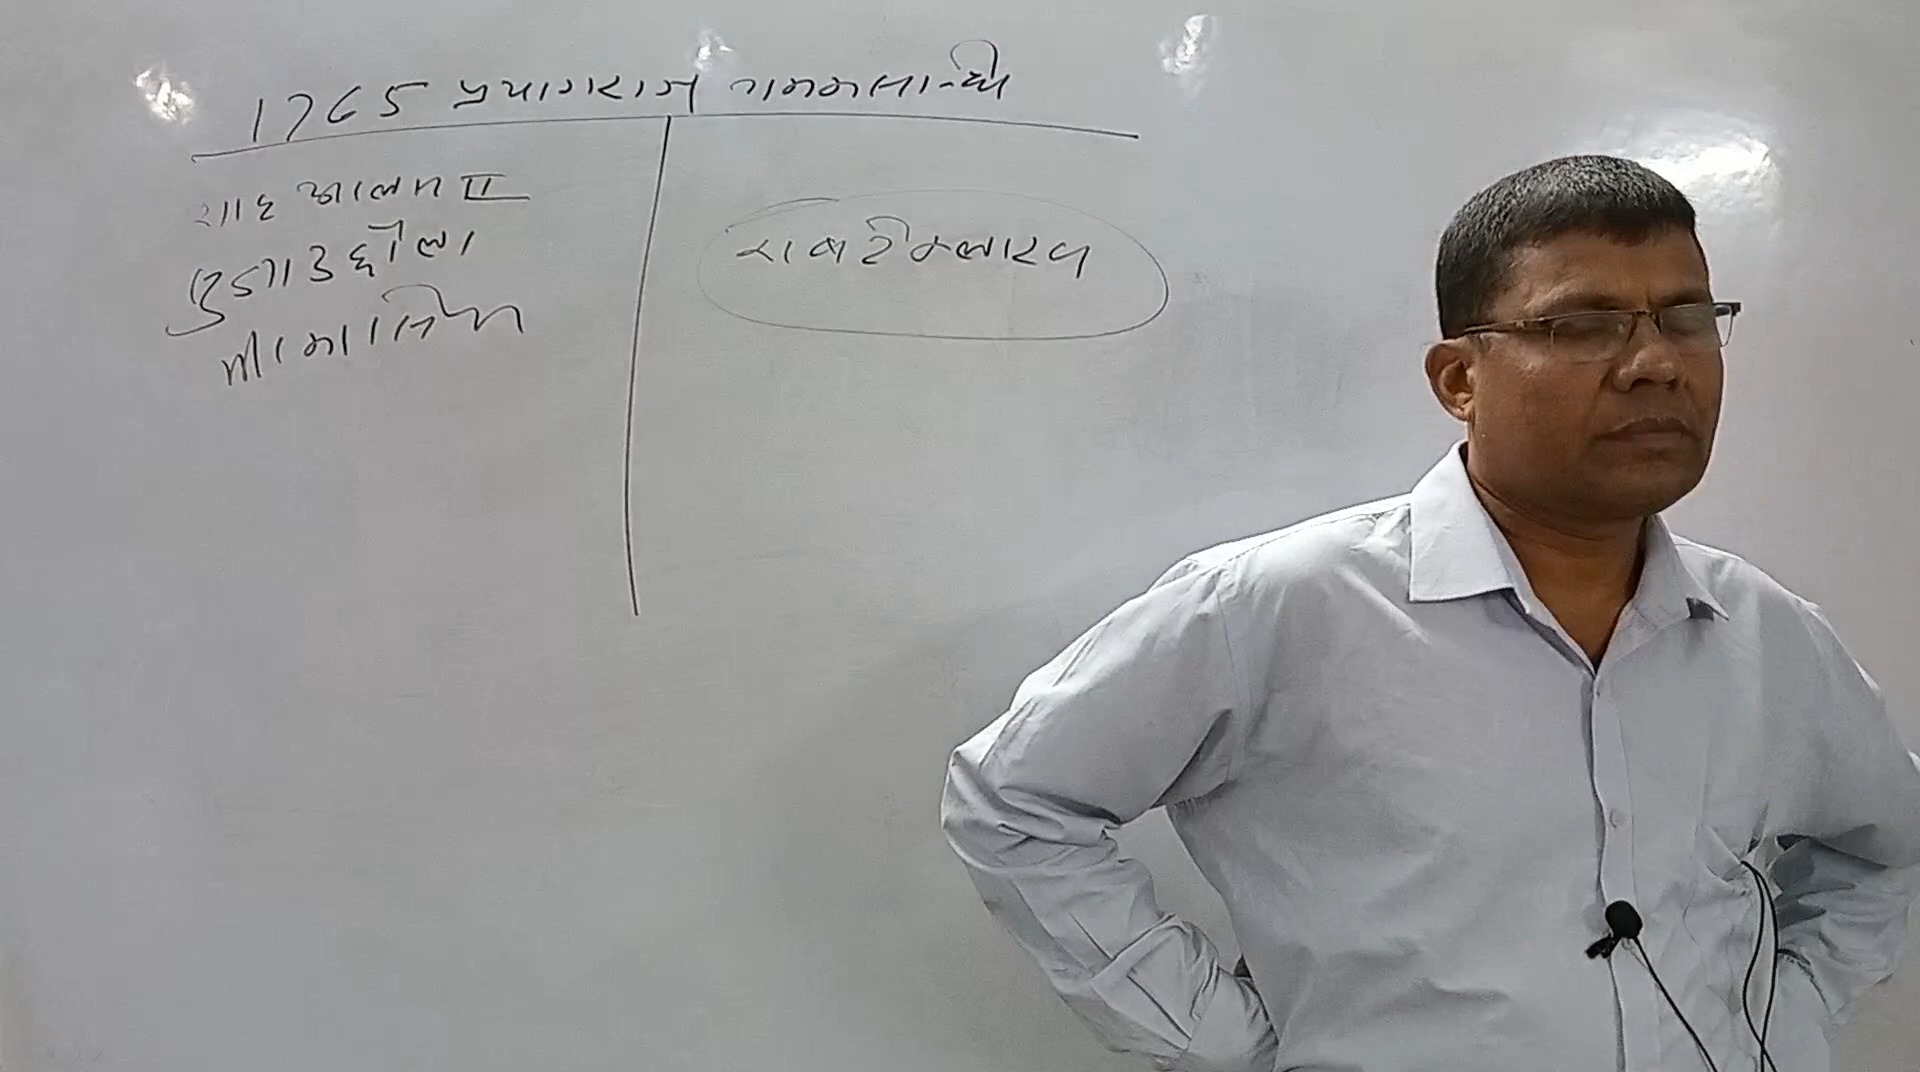 1765 प्रयागराज
शाह आलम II
शुजाउद्दौला
मीर कासिम
राबर्ट क्लाइव